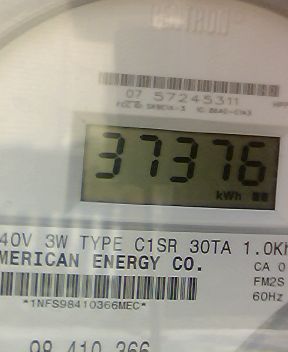 07 57245311
37376
kWh
40V 3W TYPE C1SR 30TA 1.0Kh
MERICAN ENERGY CO.
CA 0
FM2S
60Hz
*1NFS98410366MEC*
98 410 366